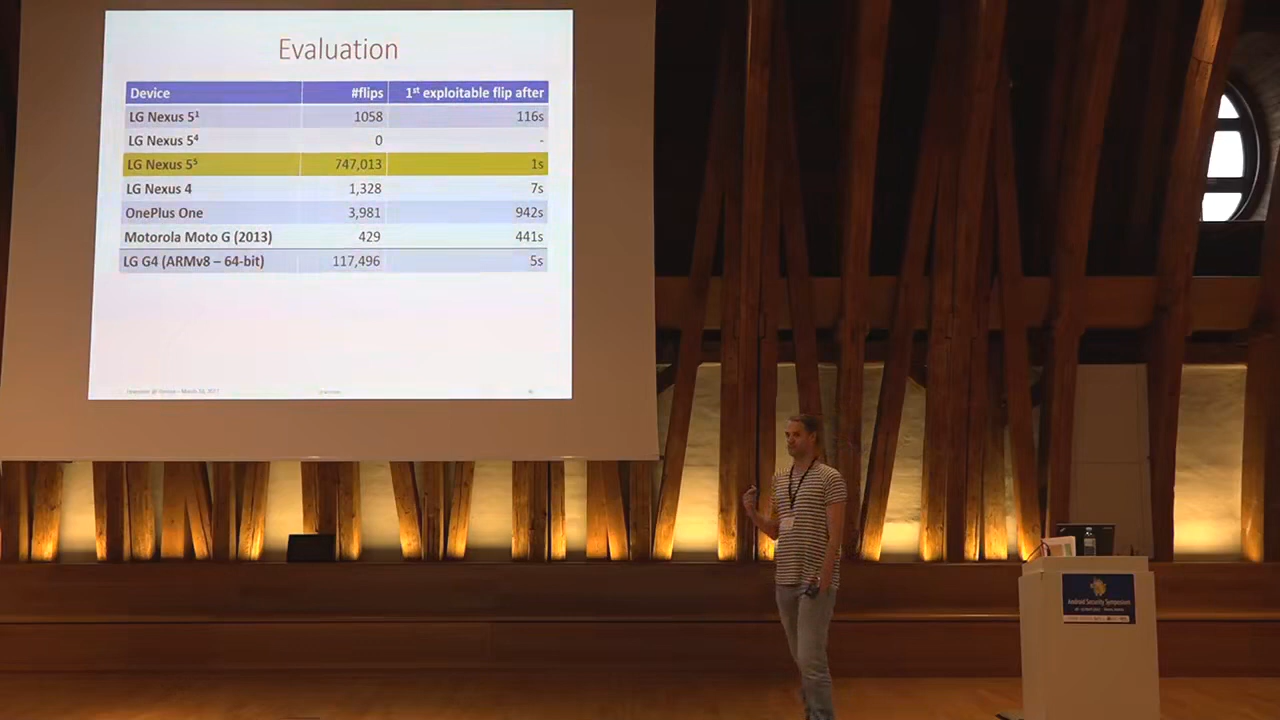 Evaluation
Device #flips 1st exploitable flip after
LG Nexus 5¹ 1058 116s
LG Nexus 5⁴ 0 -
LG Nexus 5⁵ 747,013 1s
LG Nexus 4 1,328 7s
OnePlus One 3,981 942s
Motorola Moto G (2013) 429 441s
LG G4 (ARMv8 – 64-bit) 117,496 5s
Android Security Symposium